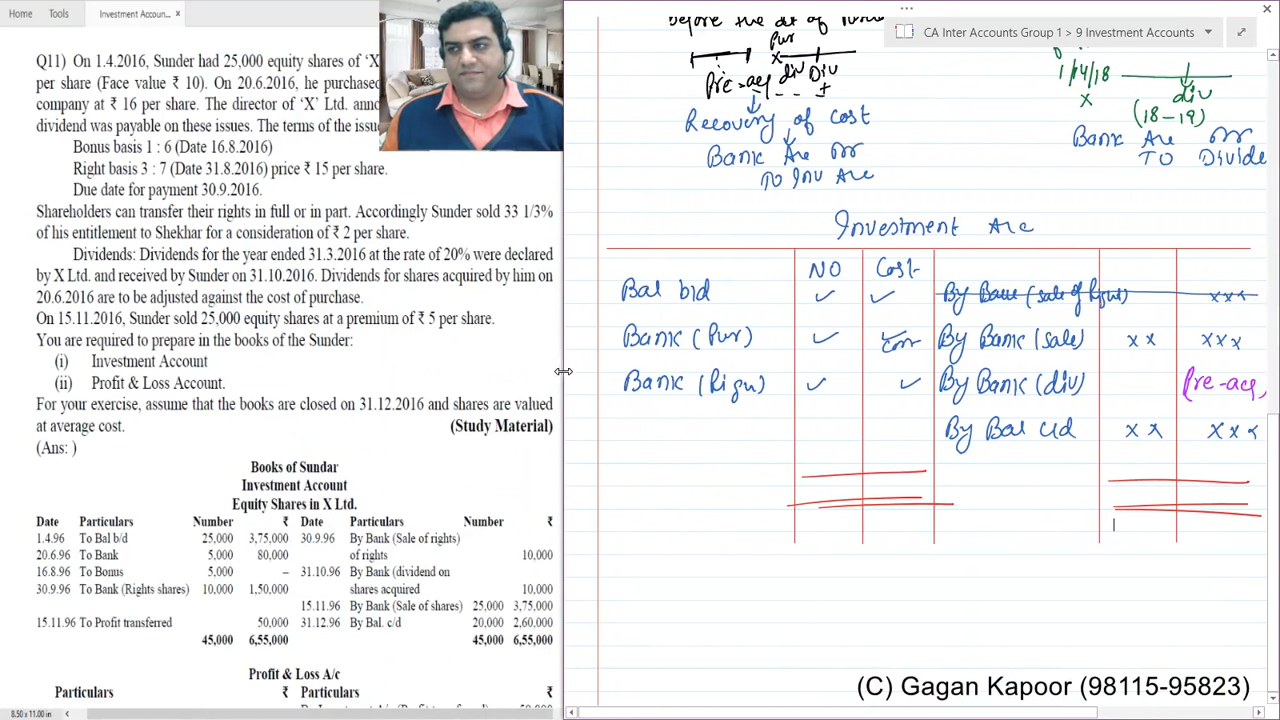 Home Tools Investment Accoun... ×
CA Inter Accounts Group 1 > 9 Investment Accounts
Q11) On 1.4.2016, Sunder had 25,000 equity shares of 'X
per share (Face value ₹ 10). On 20.6.2016, he purchased
company at ₹ 16 per share. The director of 'X' Ltd. ann
dividend was payable on these issues. The terms of the issu
Bonus basis 1 : 6 (Date 16.8.2016)
Right basis 3 : 7 (Date 31.8.2016) price ₹ 15 per share.
Due date for payment 30.9.2016.
Shareholders can transfer their rights in full or in part. Accordingly Sunder sold 33 1/3%
of his entitlement to Shekhar for a consideration of ₹ 2 per share.
Dividends: Dividends for the year ended 31.3.2016 at the rate of 20% were declared
by X Ltd. and received by Sunder on 31.10.2016. Dividends for shares acquired by him on
20.6.2016 are to be adjusted against the cost of purchase.
On 15.11.2016, Sunder sold 25,000 equity shares at a premium of ₹ 5 per share.
You are required to prepare in the books of the Sunder:
(i) Investment Account
(ii) Profit & Loss Account.
For your exercise, assume that the books are closed on 31.12.2016 and shares are valued
at average cost. (Study Material)
(Ans: )
Books of Sundar
Investment Account
Equity Shares in X Ltd.
Date Particulars Number ₹ Date Particulars Number ₹
1.4.96 To Bal b/d 25,000 3,75,000 30.9.96 By Bank (Sale of rights)
20.6.96 To Bank 5,000 80,000 of rights 10,000
16.8.96 To Bonus 5,000 – 31.10.96 By Bank (dividend on
30.9.96 To Bank (Rights shares) 10,000 1,50,000 shares acquired 10,000
15.11.96 By Bank (Sale of shares) 25,000 3,75,000
15.11.96 To Profit transferred 50,000 31.12.96 By Bal. c/d 20,000 2,60,000
45,000 6,55,000 45,000 6,55,000
Profit & Loss A/c
Particulars ₹ Particulars ₹
8.50 x 11.00 in
before the dt of
Pur
Pre-acq div Div
+
Recovery of cost
Bank A/c Dr
To Inv A/c
1/4/18
x
div
(18-19)
Bank A/c Dr
To Divide
Investment A/c
NO Cost
Bal b/d ✓ ✓ By Bank (sale of Right) xxx
Bank (Pur) ✓ ✓ By Bank (sale) xx xxx
Bank (Right) ✓ ✓ By Bank (div) Pre-acq
By Bal c/d xx xxx
(C) Gagan Kapoor (98115-95823)